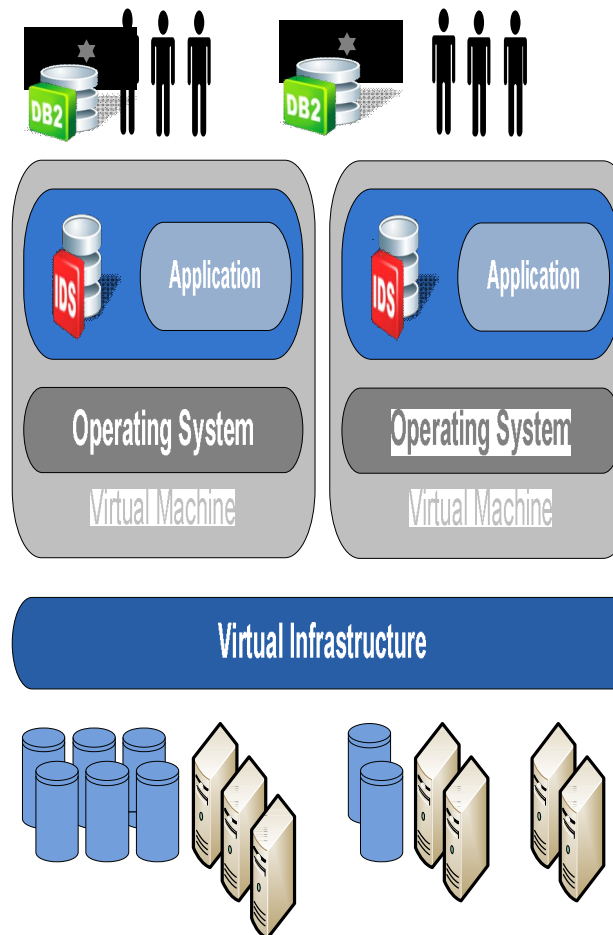 DB2
DB2
IDS
Application
IDS
Application
Operating System
Operating System
Virtual Machine
Virtual Machine
Virtual Infrastructure